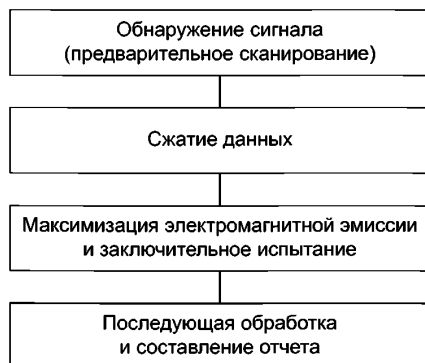 Обнаружение сигнала
(предварительное сканирование)
Сжатие данных
Максимизация электромагнитной эмиссии
и заключительное испытание
Последующая обработка
и составление отчета